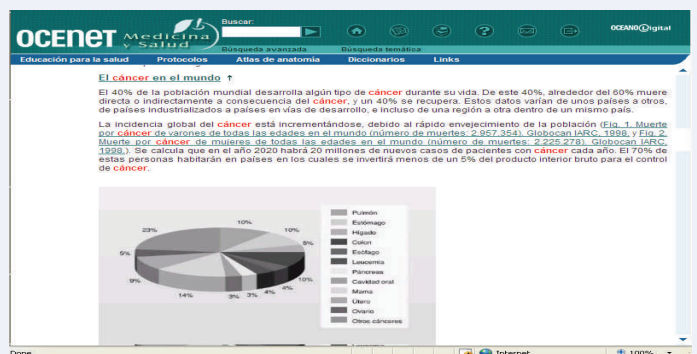 OCENET Medicina y Salud
Buscar:
Búsqueda avanzada Búsqueda temática
OCEANO Digital
Educación para la salud Protocolos Atlas de anatomía Diccionarios Links
El cáncer en el mundo ↑
El 40% de la población mundial desarrolla algún tipo de cáncer durante su vida. De este 40%, alrededor del 60% muere
directa o indirectamente a consecuencia del cáncer, y un 40% se recupera. Estos datos varían de unos países a otros,
de países industrializados a países en vías de desarrollo, e incluso de una región a otra dentro de un mismo país.
La incidencia global del cáncer está incrementándose, debido al rápido envejecimiento de la población (Fig. 1. Muerte
por cáncer de varones de todas las edades en el mundo (número de muertes: 2.957.354). Globocan IARC, 1998, y Fig. 2.
Muerte por cáncer de mujeres de todas las edades en el mundo (número de muertes: 2.225.278). Globocan IARC,
1998.). Se calcula que en el año 2020 habrá 20 millones de nuevos casos de pacientes con cáncer cada año. El 70% de
estas personas habitarán en países en los cuales se invertirá menos de un 5% del producto interior bruto para el control
de cáncer.
10%
10%
5%
10%
4%
4%
3%
3%
14%
9%
5%
23%
Pulmón
Estómago
Hígado
Colon
Esófago
Leucemia
Páncreas
Cavidad oral
Mama
Útero
Ovario
Otros cánceres
Done Internet 100%